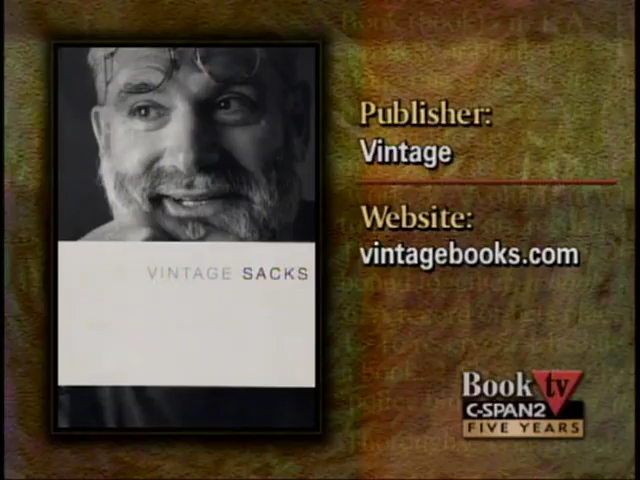 Publisher:
Vintage
Website:
vintagebooks.com
VINTAGE SACKS
Book tv
C-SPAN2
FIVE YEARS